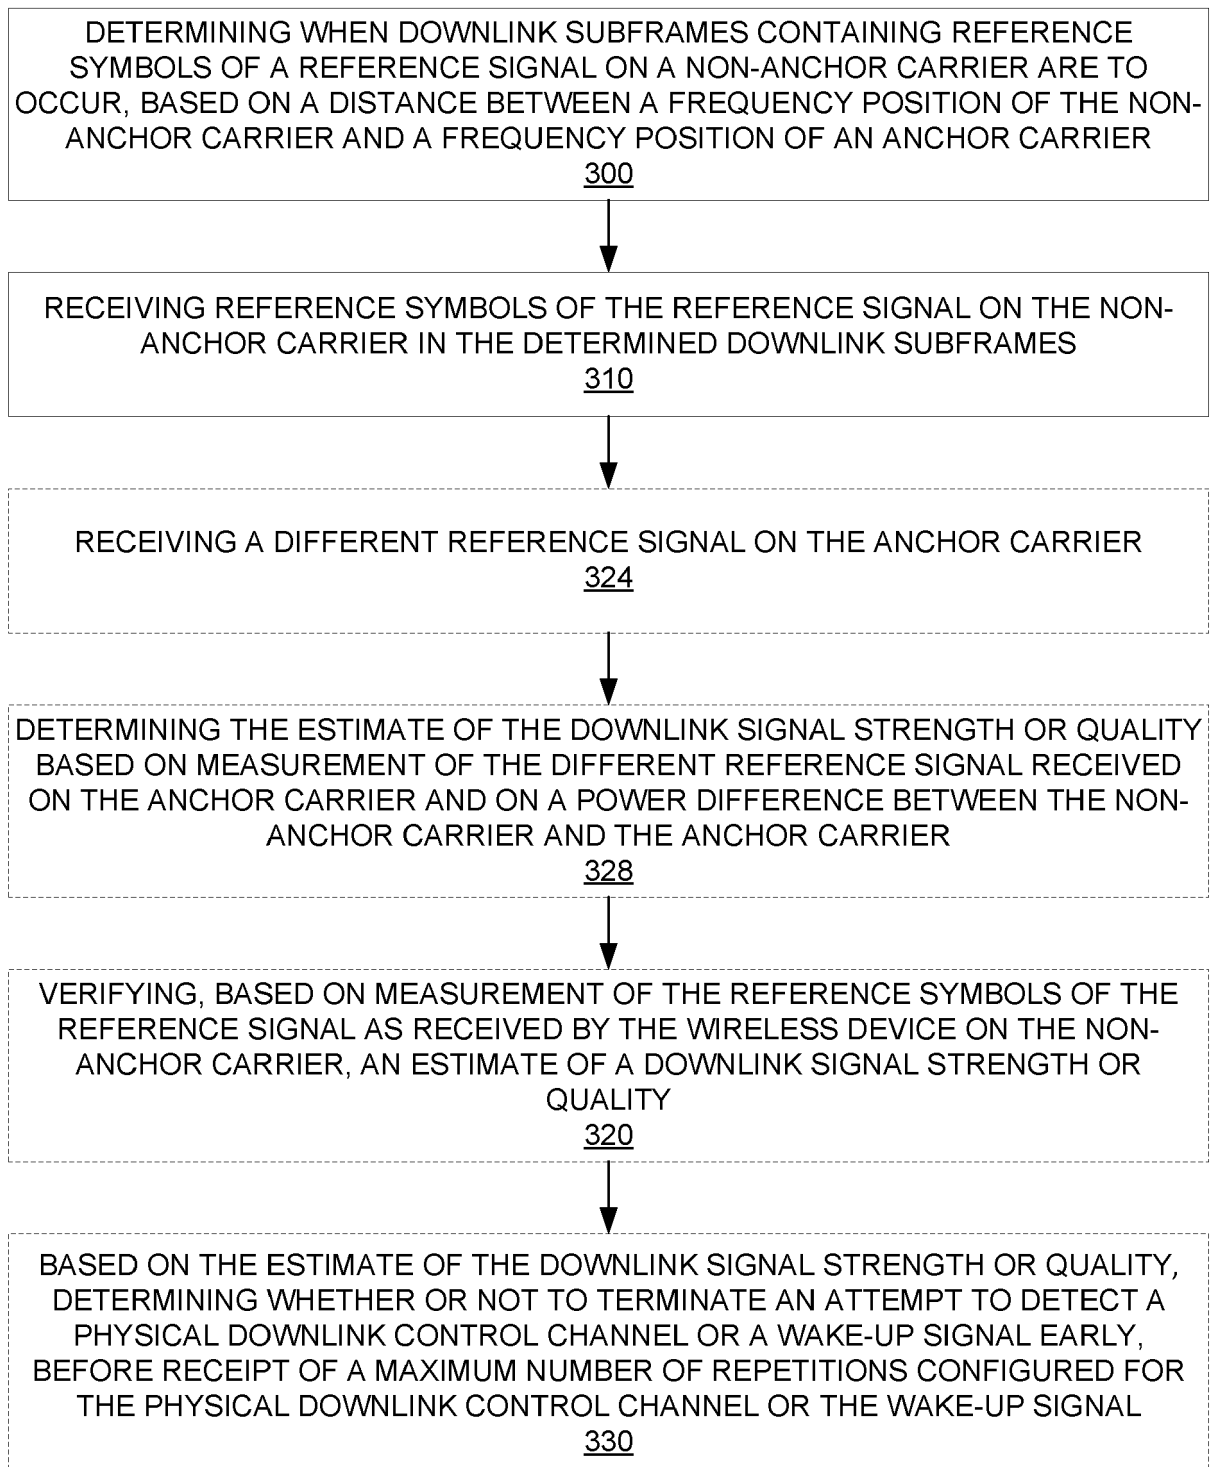 DETERMINING WHEN DOWNLINK SUBFRAMES CONTAINING REFERENCE
SYMBOLS OF A REFERENCE SIGNAL ON A NON-ANCHOR CARRIER ARE TO
OCCUR, BASED ON A DISTANCE BETWEEN A FREQUENCY POSITION OF THE NON-
ANCHOR CARRIER AND A FREQUENCY POSITION OF AN ANCHOR CARRIER
300
RECEIVING REFERENCE SYMBOLS OF THE REFERENCE SIGNAL ON THE NON-
ANCHOR CARRIER IN THE DETERMINED DOWNLINK SUBFRAMES
310
RECEIVING A DIFFERENT REFERENCE SIGNAL ON THE ANCHOR CARRIER
324
DETERMINING THE ESTIMATE OF THE DOWNLINK SIGNAL STRENGTH OR QUALITY
BASED ON MEASUREMENT OF THE DIFFERENT REFERENCE SIGNAL RECEIVED
ON THE ANCHOR CARRIER AND ON A POWER DIFFERENCE BETWEEN THE NON-
ANCHOR CARRIER AND THE ANCHOR CARRIER
328
VERIFYING, BASED ON MEASUREMENT OF THE REFERENCE SYMBOLS OF THE
REFERENCE SIGNAL AS RECEIVED BY THE WIRELESS DEVICE ON THE NON-
ANCHOR CARRIER, AN ESTIMATE OF A DOWNLINK SIGNAL STRENGTH OR
QUALITY
320
BASED ON THE ESTIMATE OF THE DOWNLINK SIGNAL STRENGTH OR QUALITY,
DETERMINING WHETHER OR NOT TO TERMINATE AN ATTEMPT TO DETECT A
PHYSICAL DOWNLINK CONTROL CHANNEL OR A WAKE-UP SIGNAL EARLY,
BEFORE RECEIPT OF A MAXIMUM NUMBER OF REPETITIONS CONFIGURED FOR
THE PHYSICAL DOWNLINK CONTROL CHANNEL OR THE WAKE-UP SIGNAL
330